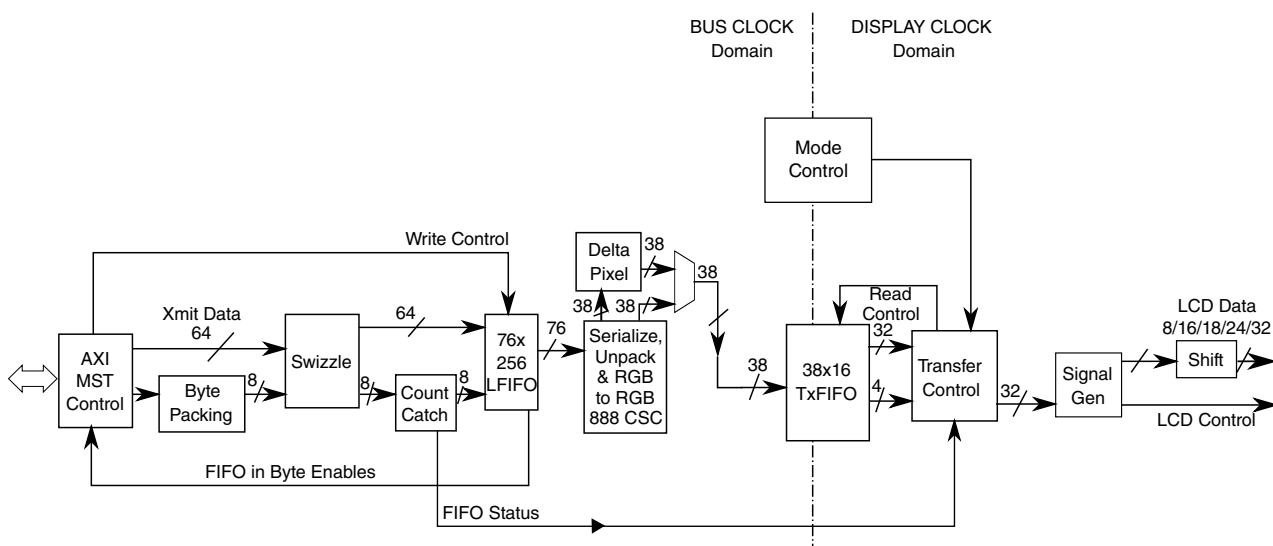 BUS CLOCK
Domain
DISPLAY CLOCK
Domain
Mode
Control
Write Control
Delta
Pixel
38
38
38
38
38
Xmit Data
64
64
AXI
MST
Control
Byte
Packing
8
Swizzle
8
Count
Catch
8
76x
256
LFIFO
76
Serialize,
Unpack
& RGB
to RGB
888 CSC
38
38x16
TxFIFO
Read
Control
32
4
Transfer
Control
32
Signal
Gen
LCD Data
8/16/18/24/32
Shift
LCD Control
FIFO in Byte Enables
FIFO Status